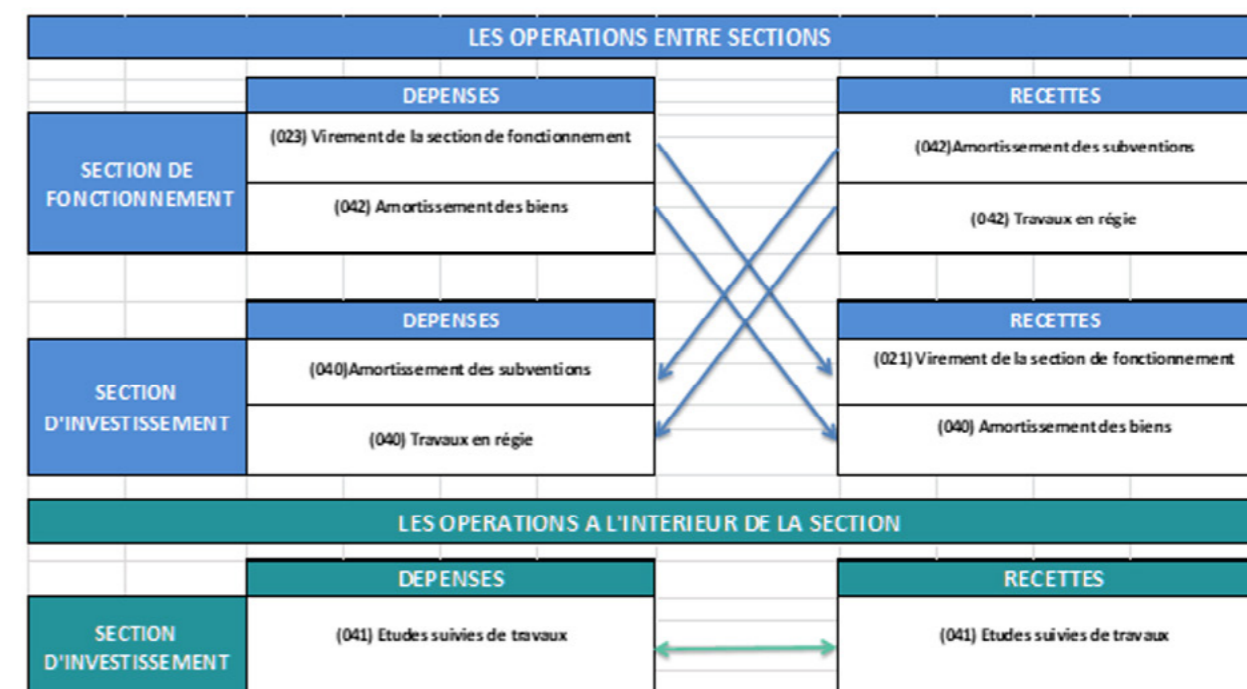 LES OPERATIONS ENTRE SECTIONS
DEPENSES
RECETTES
SECTION DE
FONCTIONNEMENT
(023) Virement de la section de fonctionnement
(042)Amortissement des subventions
(042) Amortissement des biens
(042) Travaux en régie
DEPENSES
RECETTES
SECTION
D'INVESTISSEMENT
(040)Amortissement des subventions
(021) Virement de la section de fonctionnement
(040) Travaux en régie
(040) Amortissement des biens
LES OPERATIONS A L'INTERIEUR DE LA SECTION
DEPENSES
RECETTES
SECTION
D'INVESTISSEMENT
(041) Etudes suivies de travaux
(041) Etudes suivies de travaux